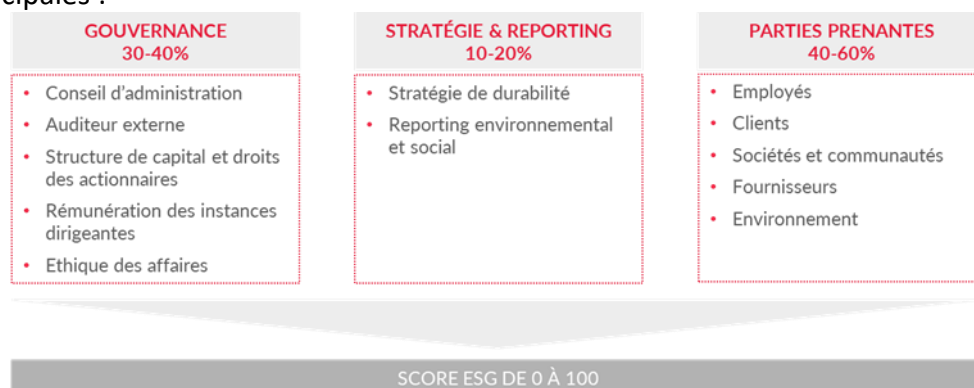 GOUVERNANCE
30-40%
• Conseil d'administration
• Auditeur externe
• Structure de capital et droits
des actionnaires
• Rémunération des instances
dirigeantes
• Ethique des affaires
STRATÉGIE & REPORTING
10-20%
• Stratégie de durabilité
• Reporting environnemental
et social
PARTIES PRENANTES
40-60%
• Employés
• Clients
• Sociétés et communautés
• Fournisseurs
• Environnement
SCORE ESG DE 0 À 100